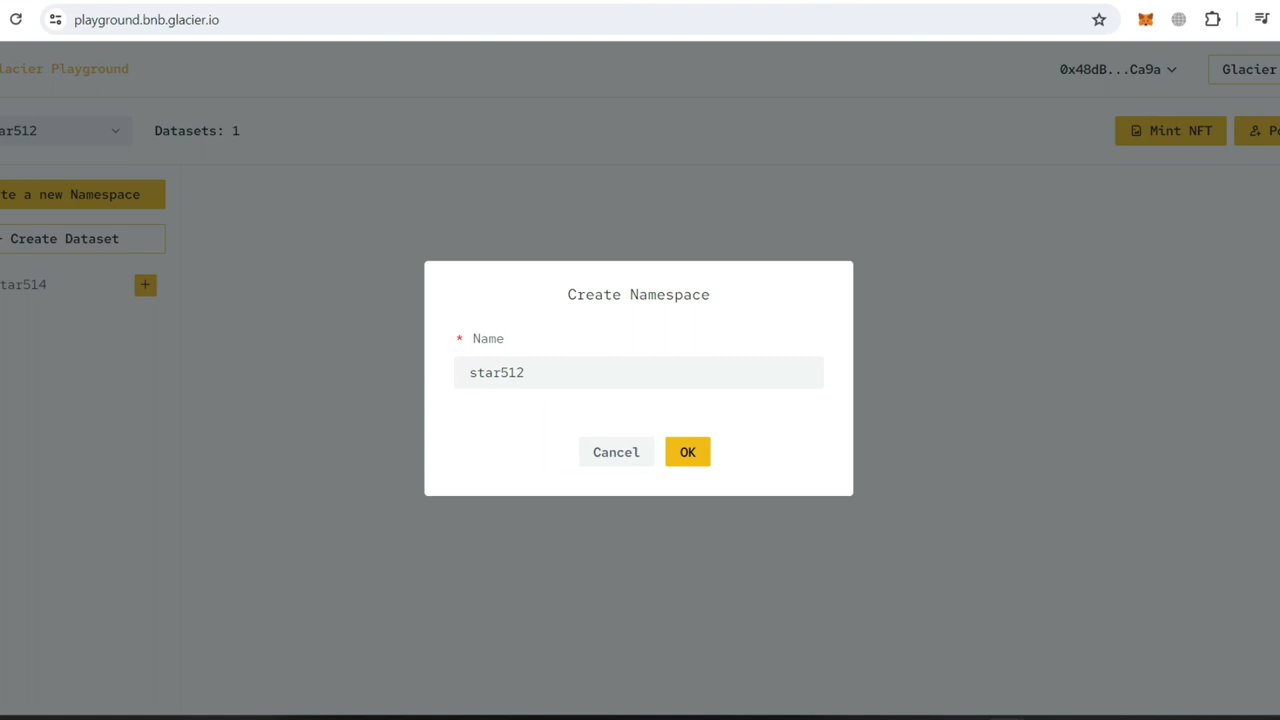 playground.bnb.glacier.io
lacier Playground
0x48dB...Ca9a
Glacier
ar512
Datasets: 1
Mint NFT
Po
te a new Namespace
Create Dataset
tar514
+
Create Namespace
* Name
star512
Cancel
OK